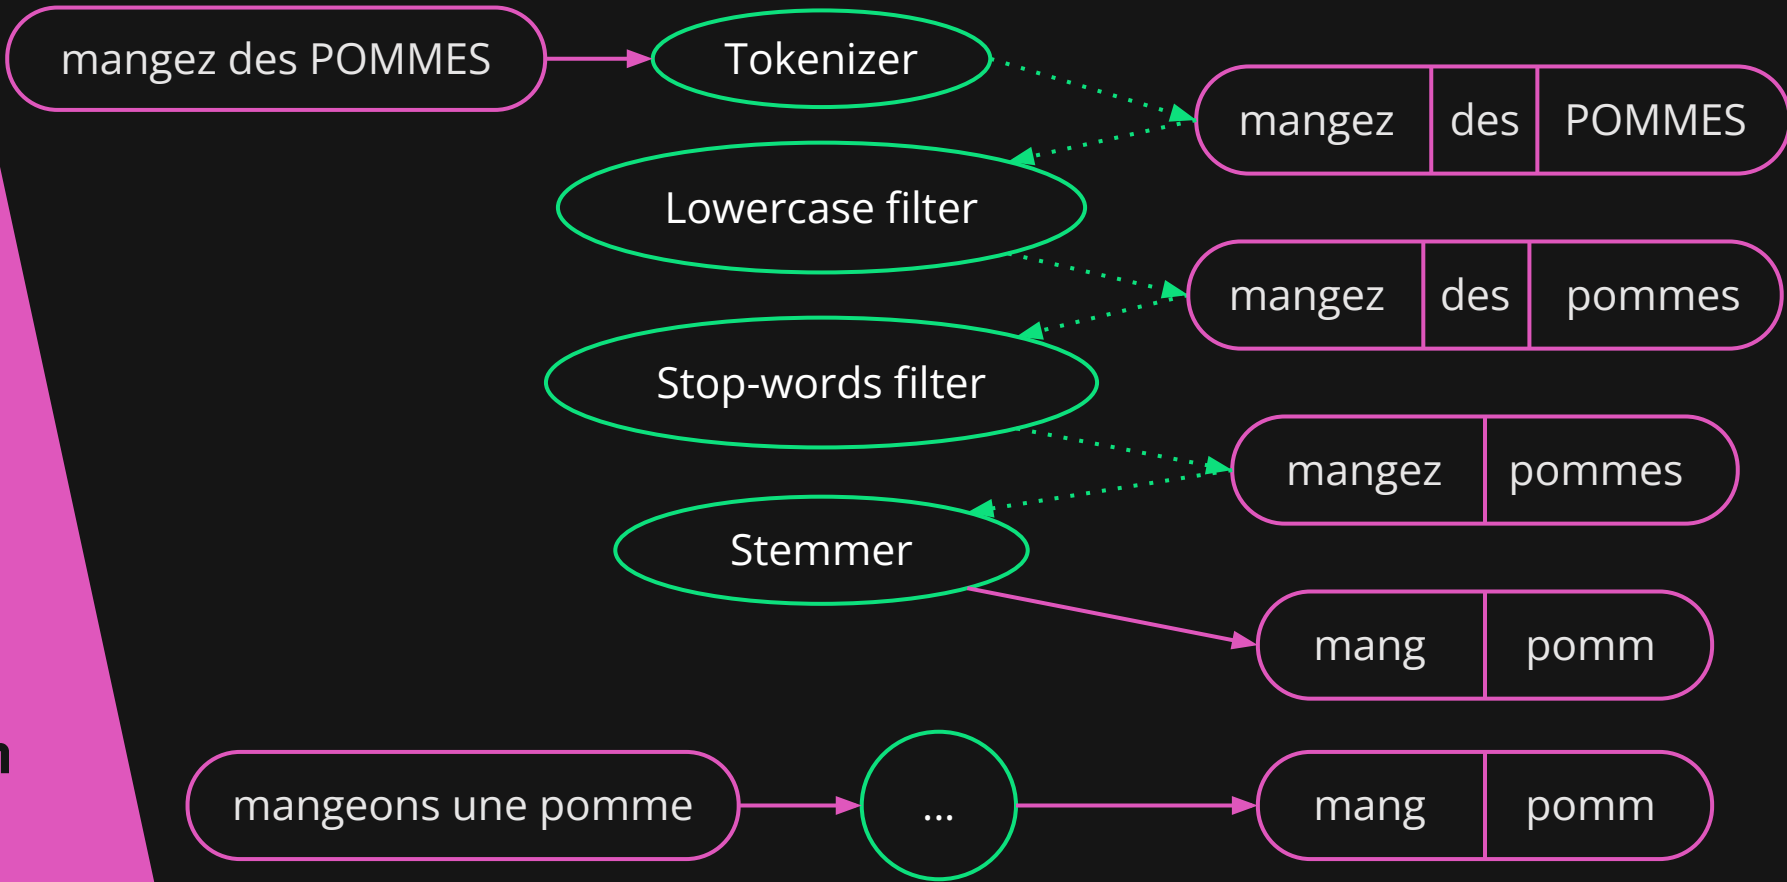 mangez des POMMES
Tokenizer
mangez des POMMES
Lowercase filter
mangez des pommes
Stop-words filter
mangez pommes
Stemmer
mang pomm
mangeons une pomme
...
mang pomm